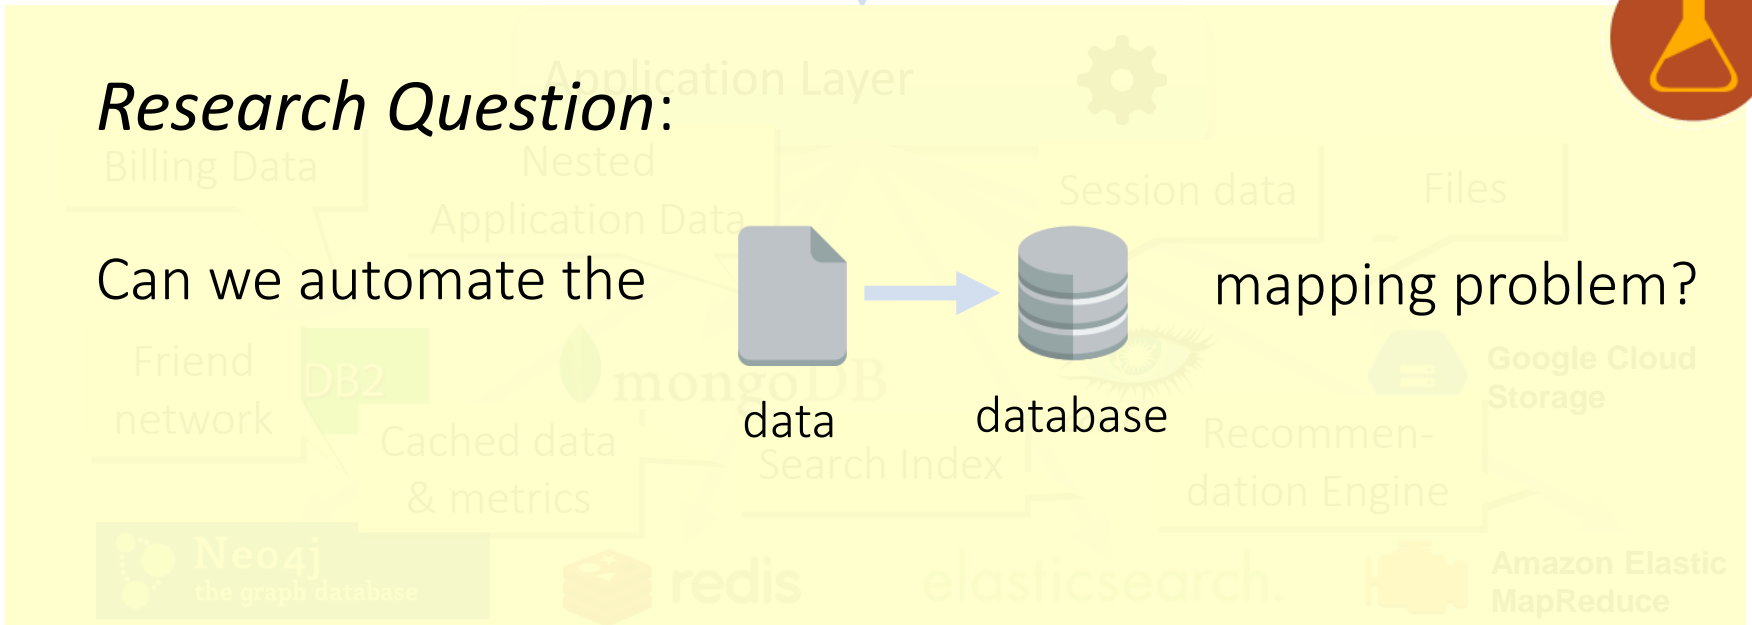 Application Layer
Research Question:
Billing Data
Nested
Application Data
Session data
Files
Can we automate the
mapping problem?
data
database
Friend
network
DB2
mongoDB
Google Cloud
Storage
Cached data
& metrics
Search Index
Recommen-
dation Engine
Neo4j
the graph database
redis
elasticsearch.
Amazon Elastic
MapReduce